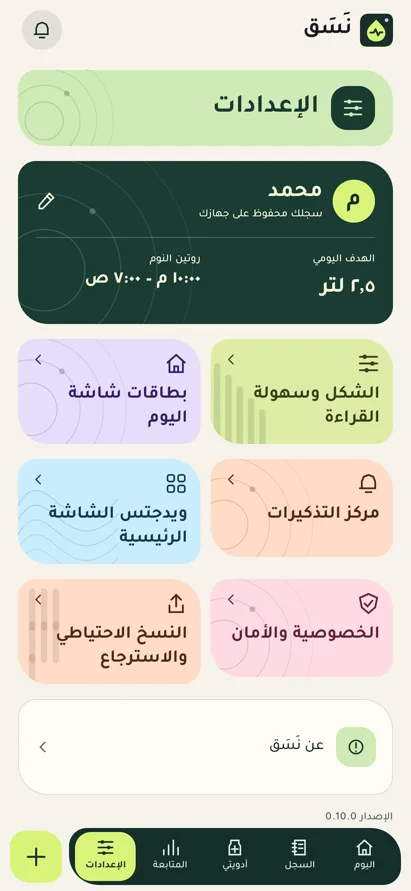 نَسَق
الإعدادات
م
محمد
سجلك محفوظ على جهازك
الهدف اليومي
٢,٥ لتر
روتين النوم
١٠:٠٠ م – ٧:٠٠ ص
الشكل وسهولة
القراءة
بطاقات شاشة
اليوم
مركز التذكيرات
ويدجتس الشاشة
الرئيسية
الخصوصية والأمان
النسخ الاحتياطي
والاسترجاع
عن نَسَق
الإصدار 0.10.0
اليوم
السجل
أدويتي
المتابعة
الإعدادات